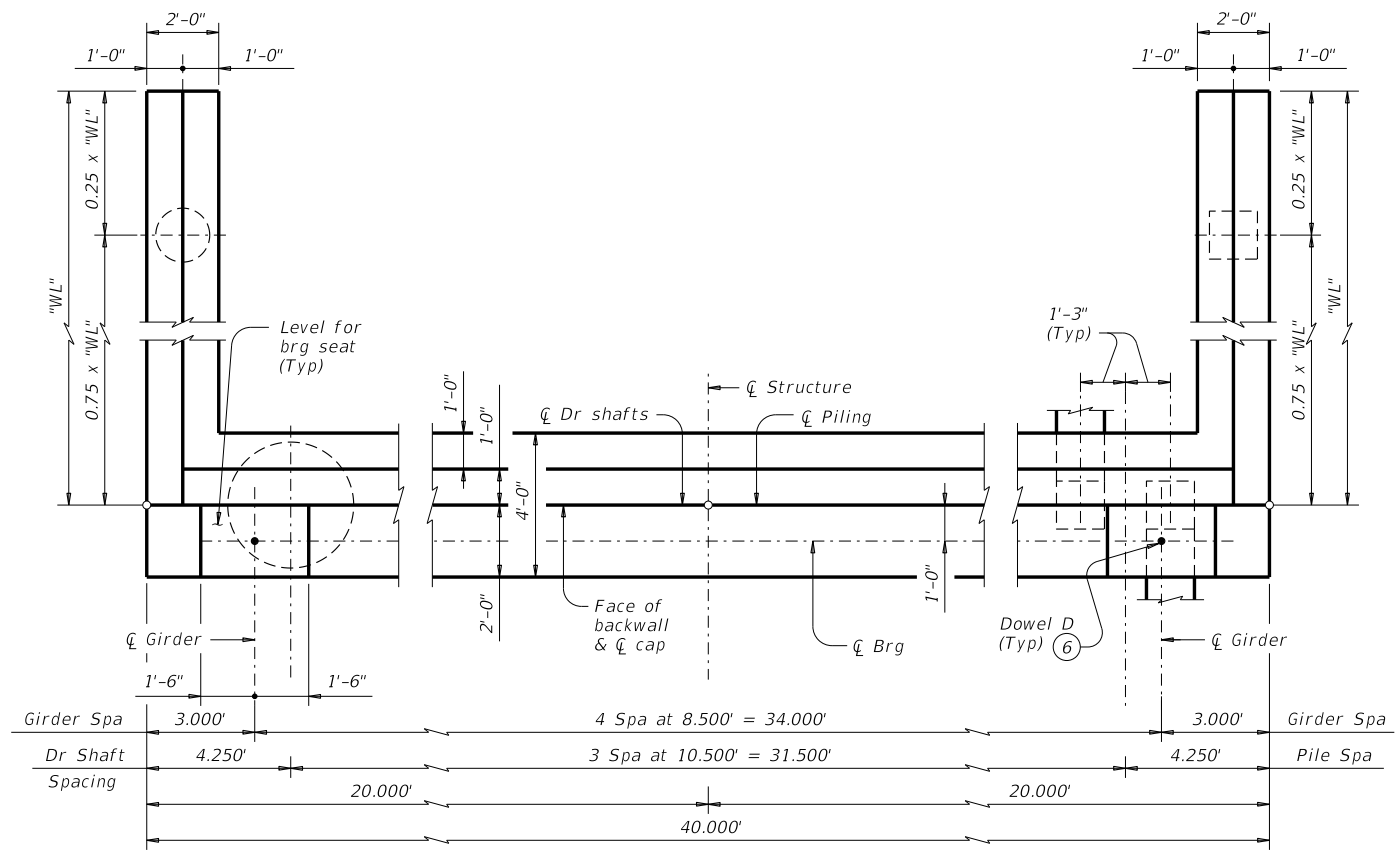 2'-0"
2'-0"
1'-0"
1'-0"
1'-0"
1'-0"
0.25 x "WL"
0.25 x "WL"
"WL"
"WL"
0.75 x "WL"
0.75 x "WL"
Level for
brg seat
(Typ)
1'-3"
(Typ)
1'-0"
1'-0"
℄ Structure
℄ Dr shafts
℄ Piling
4'-0"
2'-0"
1'-0"
Face of
backwall
& ℄ cap
℄ Brg
Dowel D
(Typ) 6
℄ Girder
℄ Girder
1'-6"
1'-6"
Girder Spa 3.000' 4 Spa at 8.500' = 34.000' 3.000' Girder Spa
Dr Shaft 4.250' 3 Spa at 10.500' = 31.500' 4.250' Pile Spa
Spacing
20.000' 20.000'
40.000'